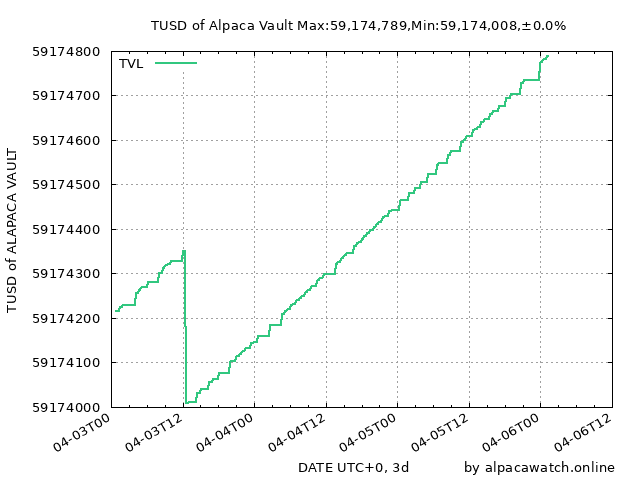 TUSD of Alpaca Vault Max:59,174,789,Min:59,174,008,±0.0%
TVL
59174800
59174700
59174600
59174500
59174400
59174300
59174200
59174100
59174000
TUSD of ALAPACA VAULT
04-03T00
04-03T12
04-04T00
04-04T12
04-05T00
04-05T12
04-06T00
04-06T12
DATE UTC+0, 3d
by alpacawatch.online